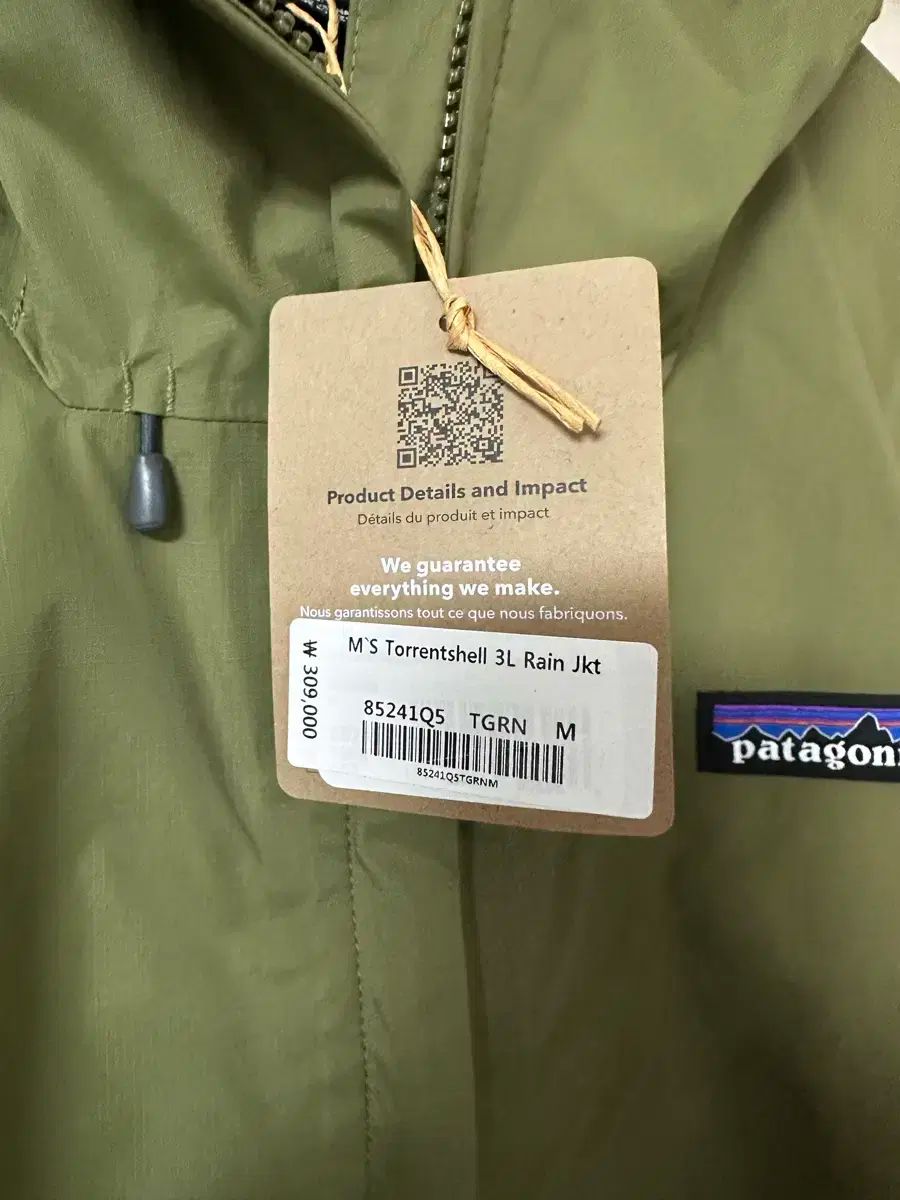 Product Details and Impact
Détails du produit et impact
We guarantee
everything we make.
Nous garantissons tout ce que nous fabriquons.
₩ 309,000
M`S Torrentshell 3L Rain Jkt
85241Q5 TGRN M
85241Q5TGRNM
patagoni